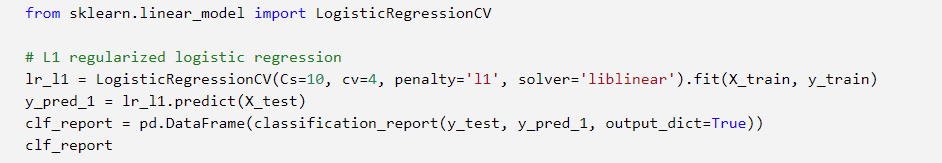 from sklearn.linear_model import LogisticRegressionCV
# L1 regularized logistic regression
lr_l1 = LogisticRegressionCV(Cs=10, cv=4, penalty='l1', solver='liblinear').fit(X_train, y_train)
y_pred_1 = lr_l1.predict(X_test)
clf_report = pd.DataFrame(classification_report(y_test, y_pred_1, output_dict=True))
clf_report